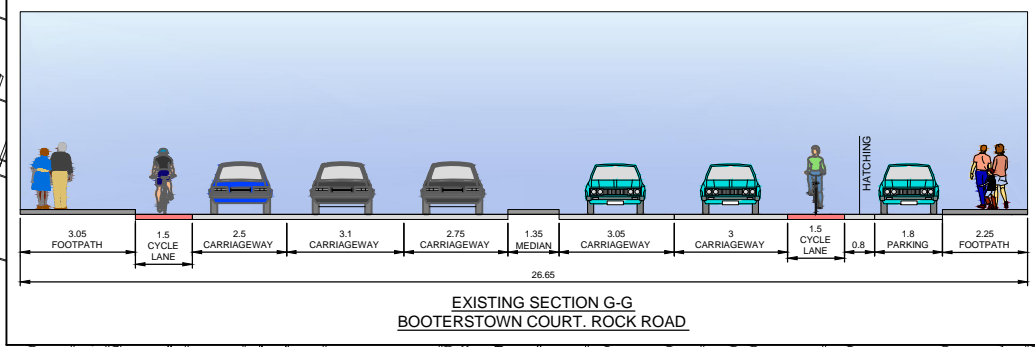 HATCHING
3.05
FOOTPATH
1.5
CYCLE
LANE
2.5
CARRIAGEWAY
3.1
CARRIAGEWAY
2.75
CARRIAGEWAY
1.35
MEDIAN
3.05
CARRIAGEWAY
3
CARRIAGEWAY
1.5
CYCLE
LANE
0.8
1.8
PARKING
2.25
FOOTPATH
26.65
EXISTING SECTION G-G
BOOTERSTOWN COURT. ROCK ROAD